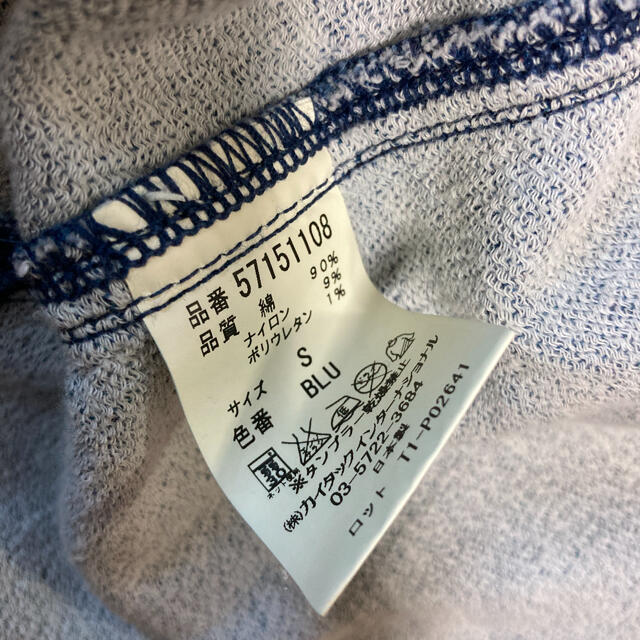 品番 57151108
品質 綿 90%
ナイロン 9%
ポリウレタン 1%
サイズ S
色番 BLU
※タンブラー乾燥厳禁
(株)カイタックインターナショナル
03-5722-3684
日本製
ロット T1-P02641